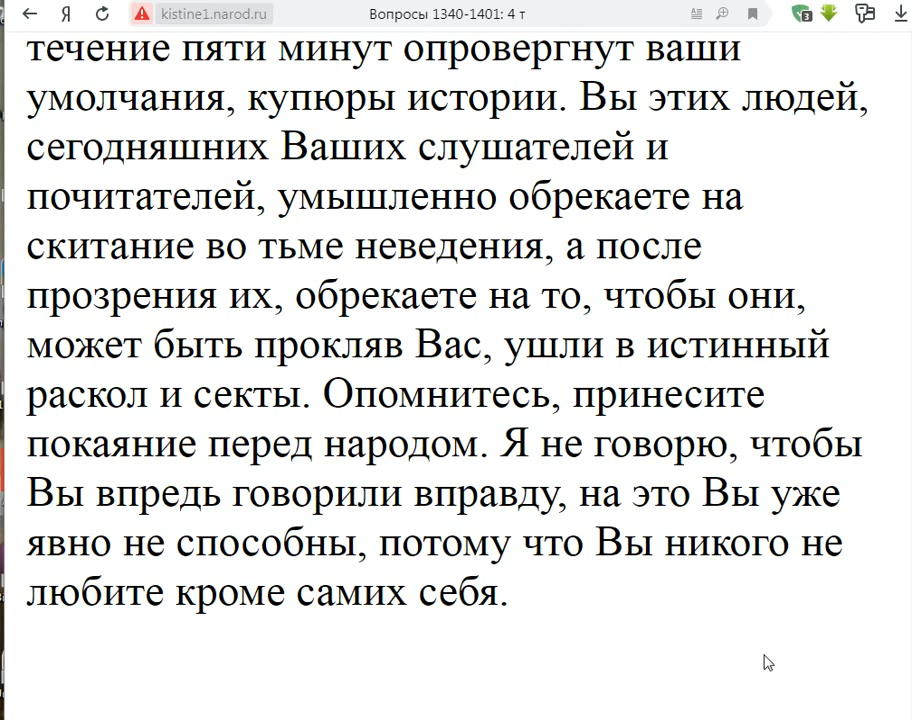 Я kistine1.narod.ru Вопросы 1340-1401: 4 т 3
течение пяти минут опровергнут ваши
умолчания, купюры истории. Вы этих людей,
сегодняшних Ваших слушателей и
почитателей, умышленно обрекаете на
скитание во тьме неведения, а после
прозрения их, обрекаете на то, чтобы они,
может быть прокляв Вас, ушли в истинный
раскол и секты. Опомнитесь, принесите
покаяние перед народом. Я не говорю, чтобы
Вы впредь говорили вправду, на это Вы уже
явно не способны, потому что Вы никого не
любите кроме самих себя.